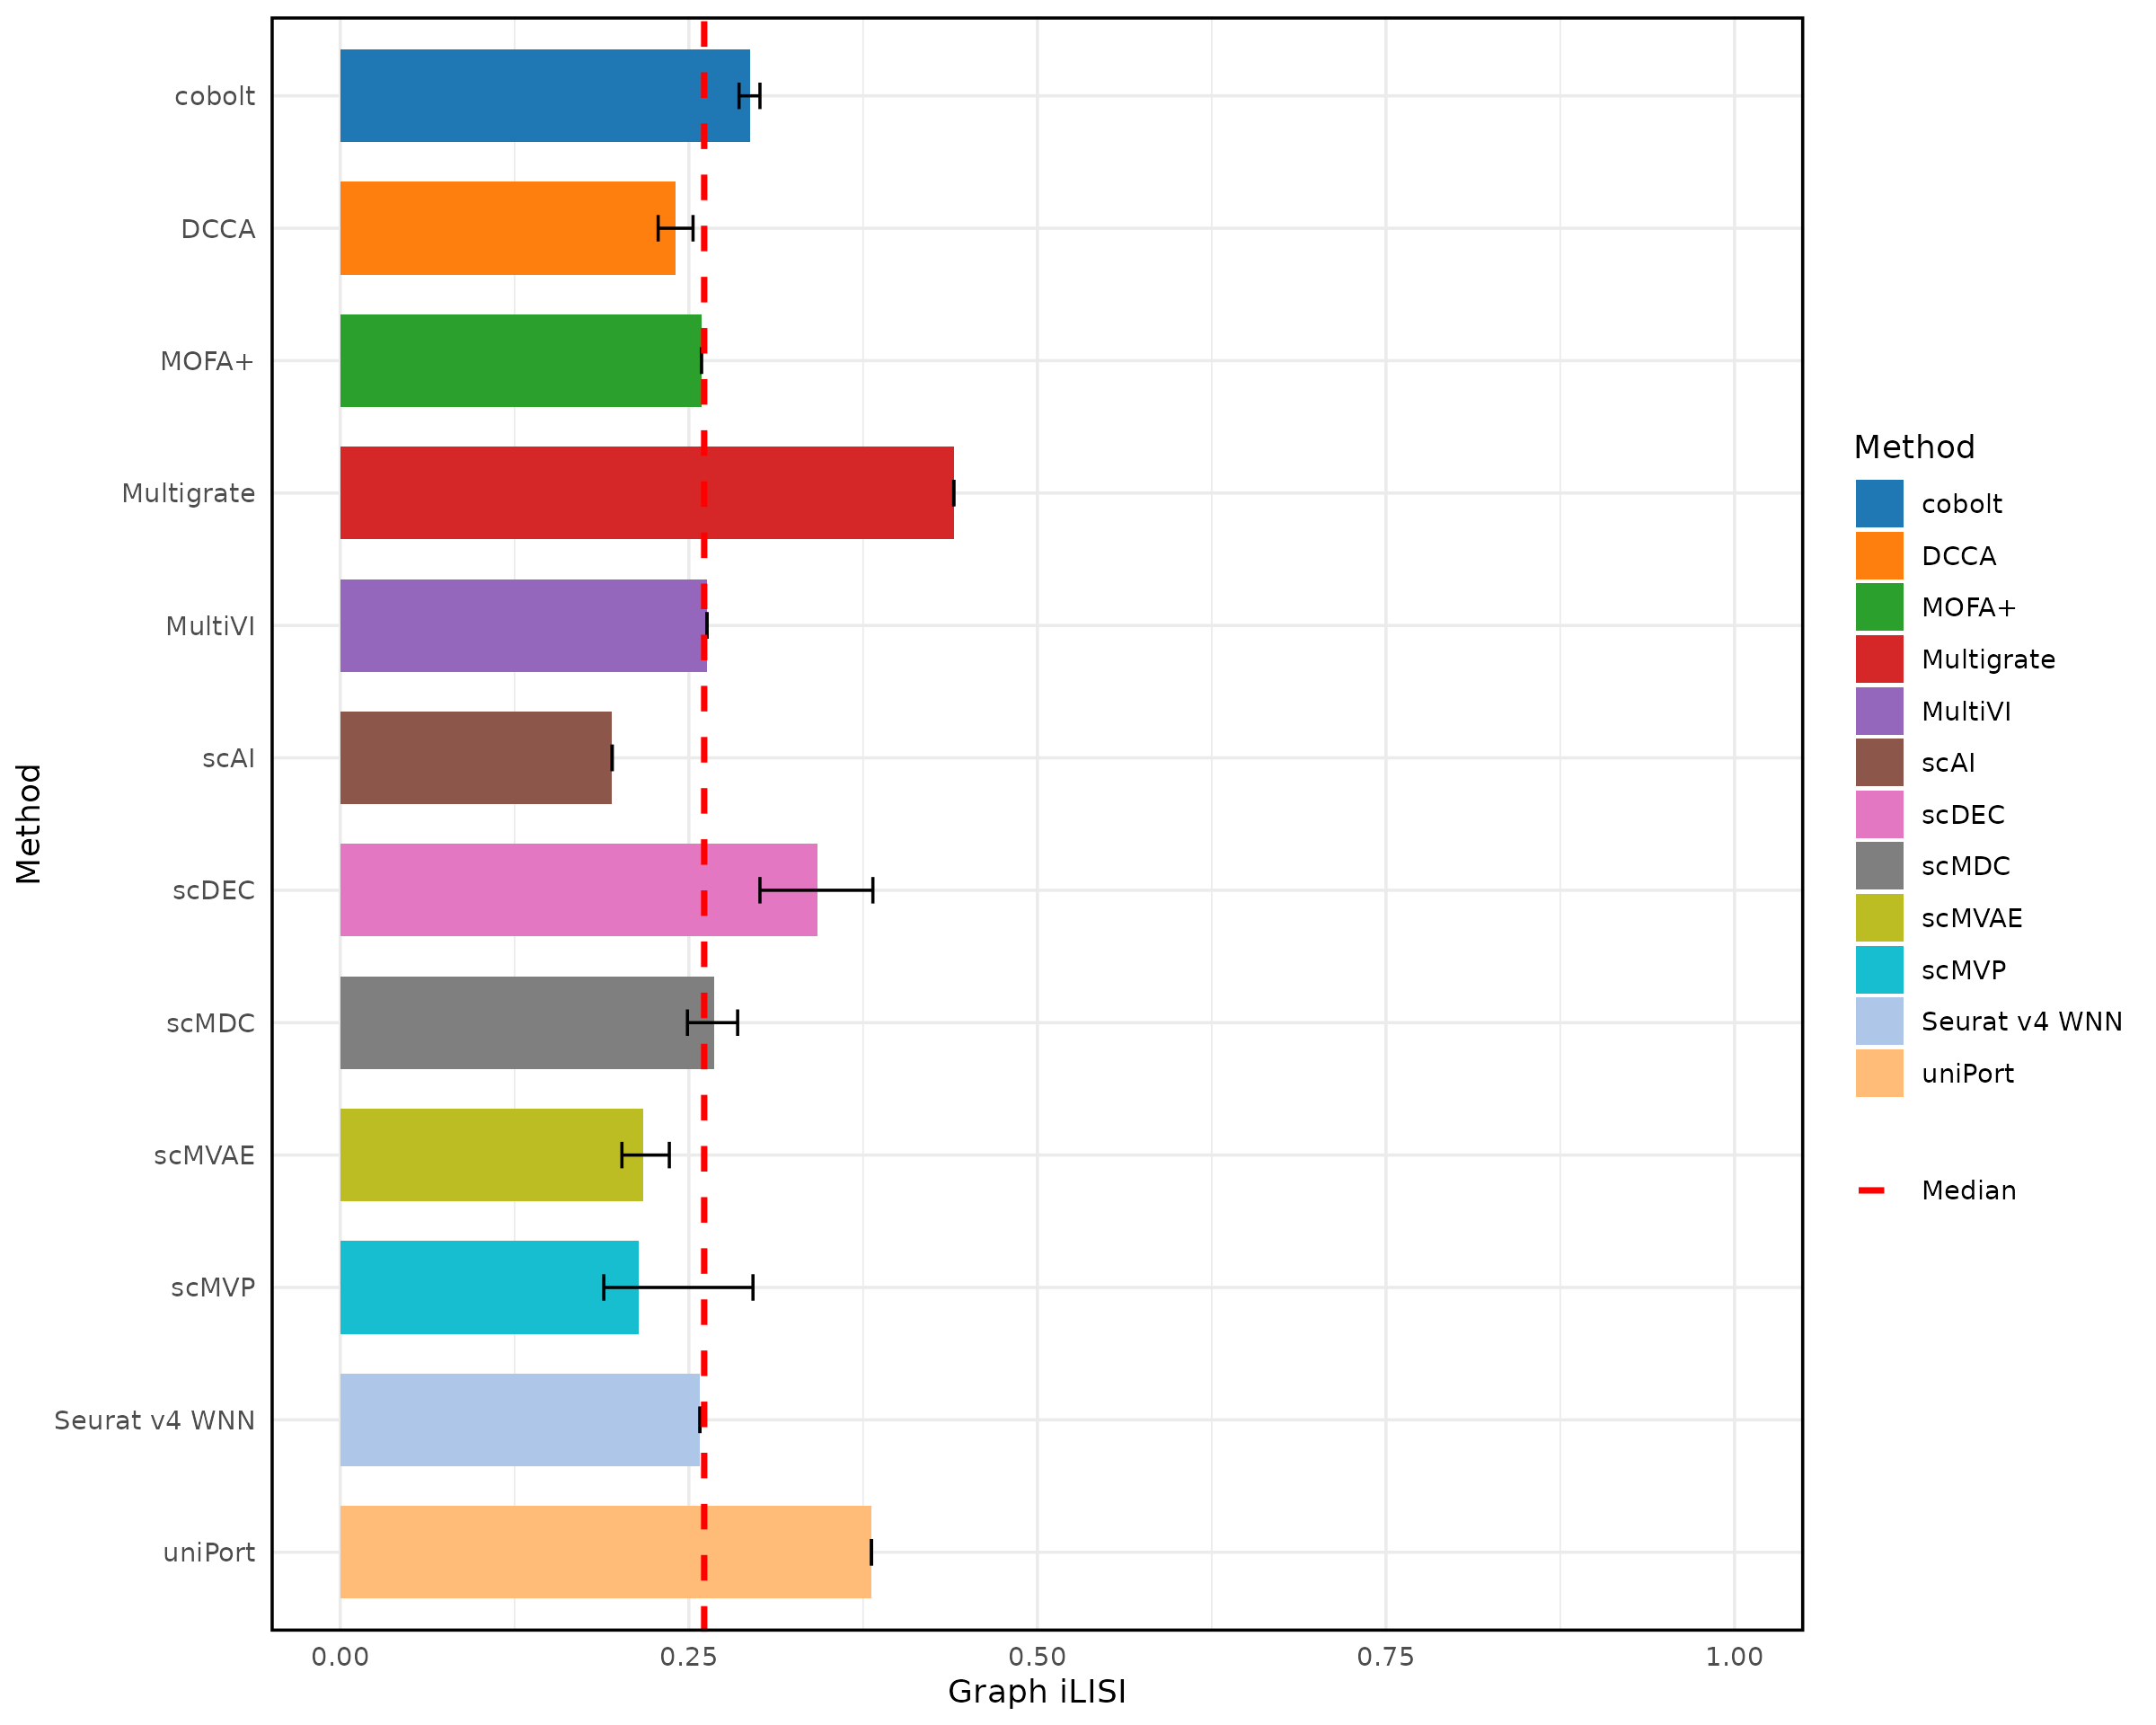 Method
cobolt
DCCA
MOFA+
Multigrate
MultiVI
scAI
scDEC
scMDC
scMVAE
scMVP
Seurat v4 WNN
uniPort
0.00 0.25 0.50 0.75 1.00
Graph iLISI
Method
cobolt
DCCA
MOFA+
Multigrate
MultiVI
scAI
scDEC
scMDC
scMVAE
scMVP
Seurat v4 WNN
uniPort
Median